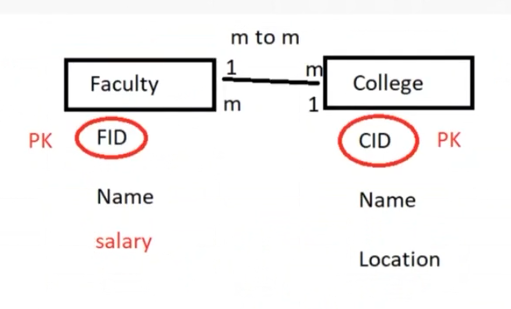 m to m
1 m
Faculty College
m 1
PK FID CID PK
Name Name
salary
Location